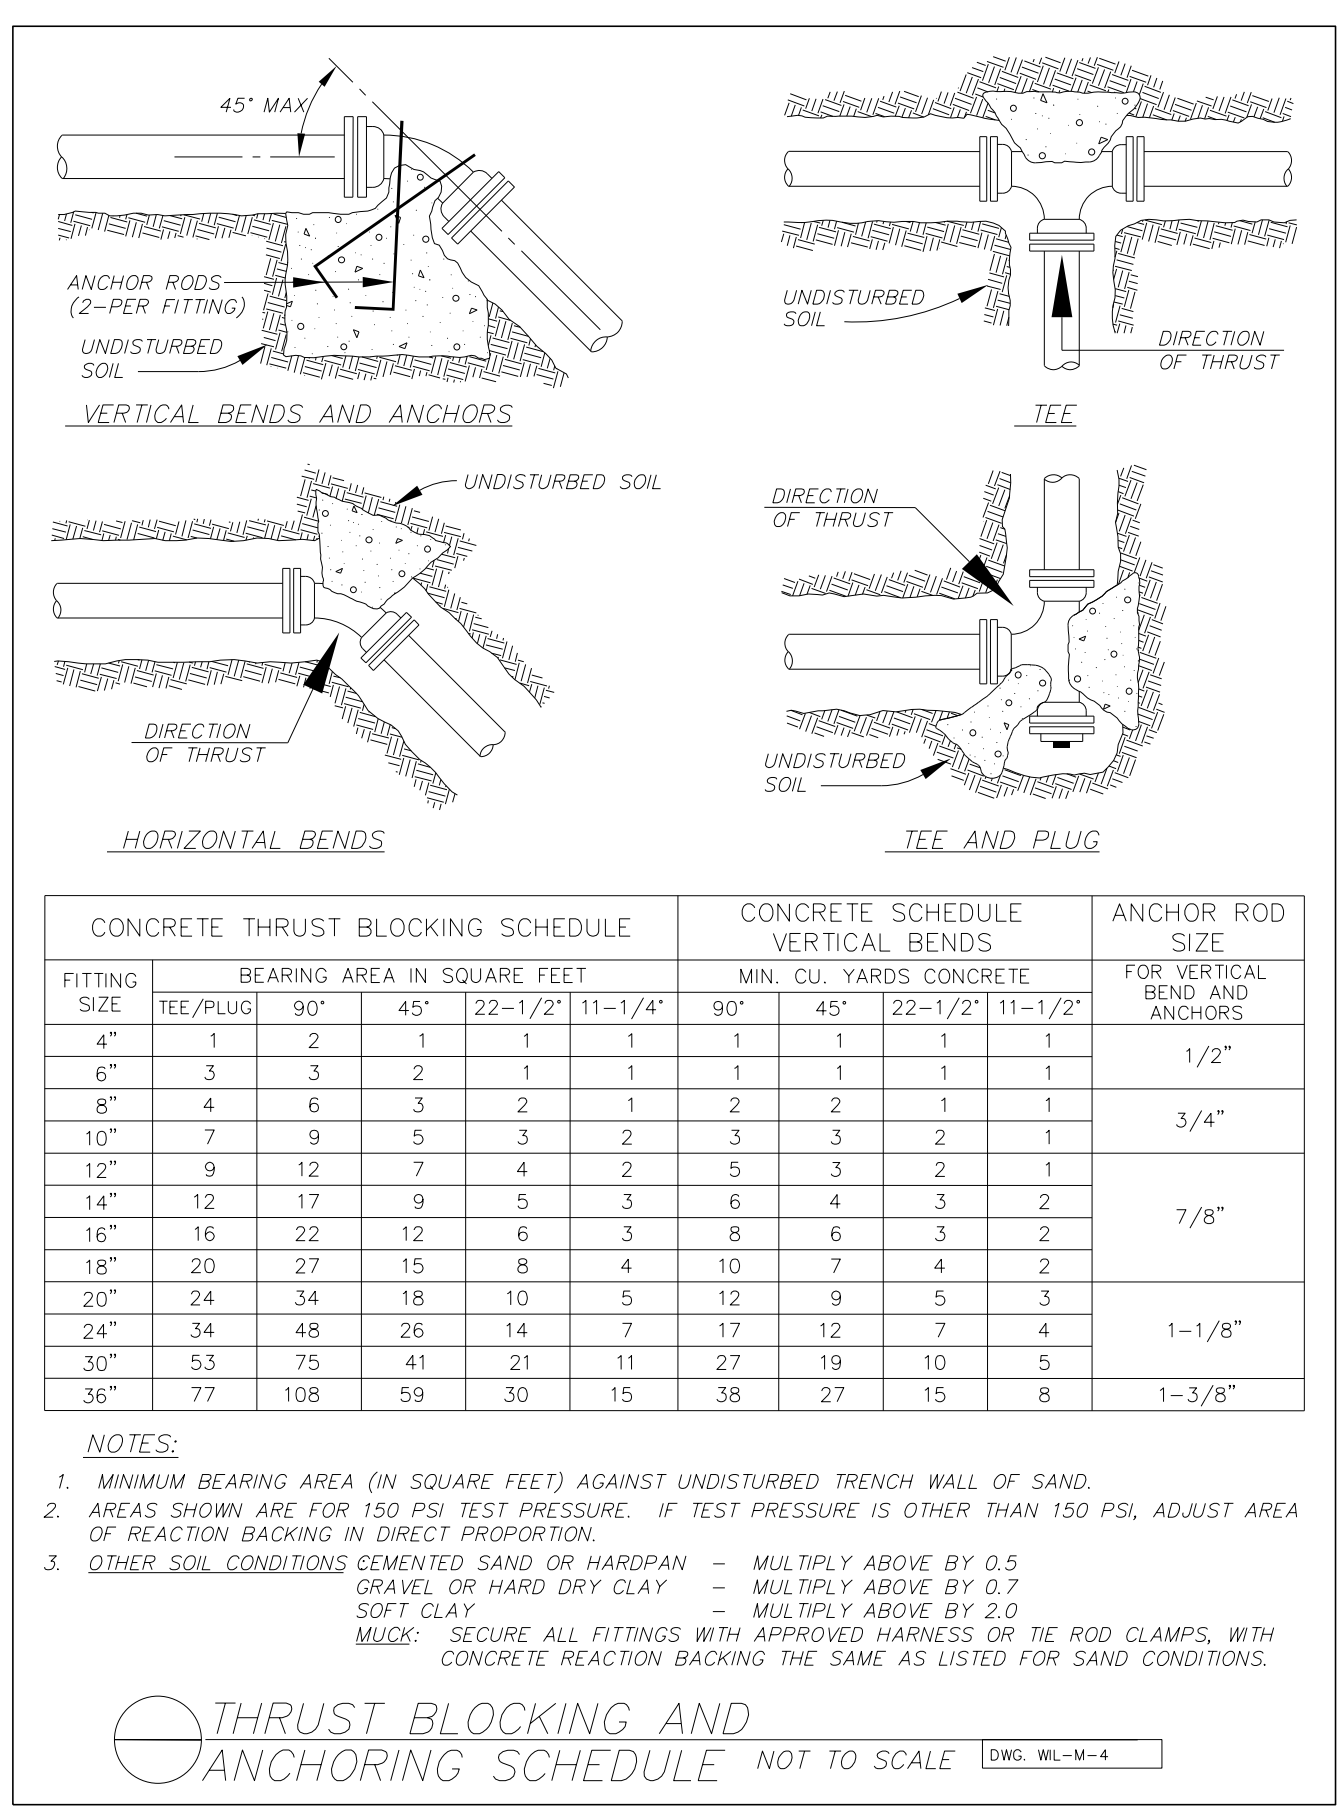 45° MAX
ANCHOR RODS
(2-PER FITTING)
UNDISTURBED
SOIL
VERTICAL BENDS AND ANCHORS
UNDISTURBED
SOIL
DIRECTION
OF THRUST
TEE
UNDISTURBED SOIL
DIRECTION
OF THRUST
HORIZONTAL BENDS
DIRECTION
OF THRUST
UNDISTURBED
SOIL
TEE AND PLUG
CONCRETE THRUST BLOCKING SCHEDULE
CONCRETE SCHEDULE
VERTICAL BENDS
ANCHOR ROD
SIZE
FITTING
SIZE
BEARING AREA IN SQUARE FEET
MIN. CU. YARDS CONCRETE
FOR VERTICAL
BEND AND
ANCHORS
TEE/PLUG 90° 45° 22-1/2° 11-1/4° 90° 45° 22-1/2° 11-1/2°
4" 1 2 1 1 1 1 1 1 1
1/2"
6" 3 3 2 1 1 1 1 1 1
8" 4 6 3 2 1 2 2 1 1
3/4"
10" 7 9 5 3 2 3 3 2 1
12" 9 12 7 4 2 5 3 2 1
14" 12 17 9 5 3 6 4 3 2
7/8"
16" 16 22 12 6 3 8 6 3 2
18" 20 27 15 8 4 10 7 4 2
20" 24 34 18 10 5 12 9 5 3
24" 34 48 26 14 7 17 12 7 4 1-1/8"
30" 53 75 41 21 11 27 19 10 5
36" 77 108 59 30 15 38 27 15 8 1-3/8"
NOTES:
1. MINIMUM BEARING AREA (IN SQUARE FEET) AGAINST UNDISTURBED TRENCH WALL OF SAND.
2. AREAS SHOWN ARE FOR 150 PSI TEST PRESSURE. IF TEST PRESSURE IS OTHER THAN 150 PSI, ADJUST AREA
OF REACTION BACKING IN DIRECT PROPORTION.
3. OTHER SOIL CONDITIONS : CEMENTED SAND OR HARDPAN - MULTIPLY ABOVE BY 0.5
GRAVEL OR HARD DRY CLAY - MULTIPLY ABOVE BY 0.7
SOFT CLAY - MULTIPLY ABOVE BY 2.0
MUCK: SECURE ALL FITTINGS WITH APPROVED HARNESS OR TIE ROD CLAMPS, WITH
CONCRETE REACTION BACKING THE SAME AS LISTED FOR SAND CONDITIONS.
THRUST BLOCKING AND
ANCHORING SCHEDULE NOT TO SCALE DWG. WIL-M-4